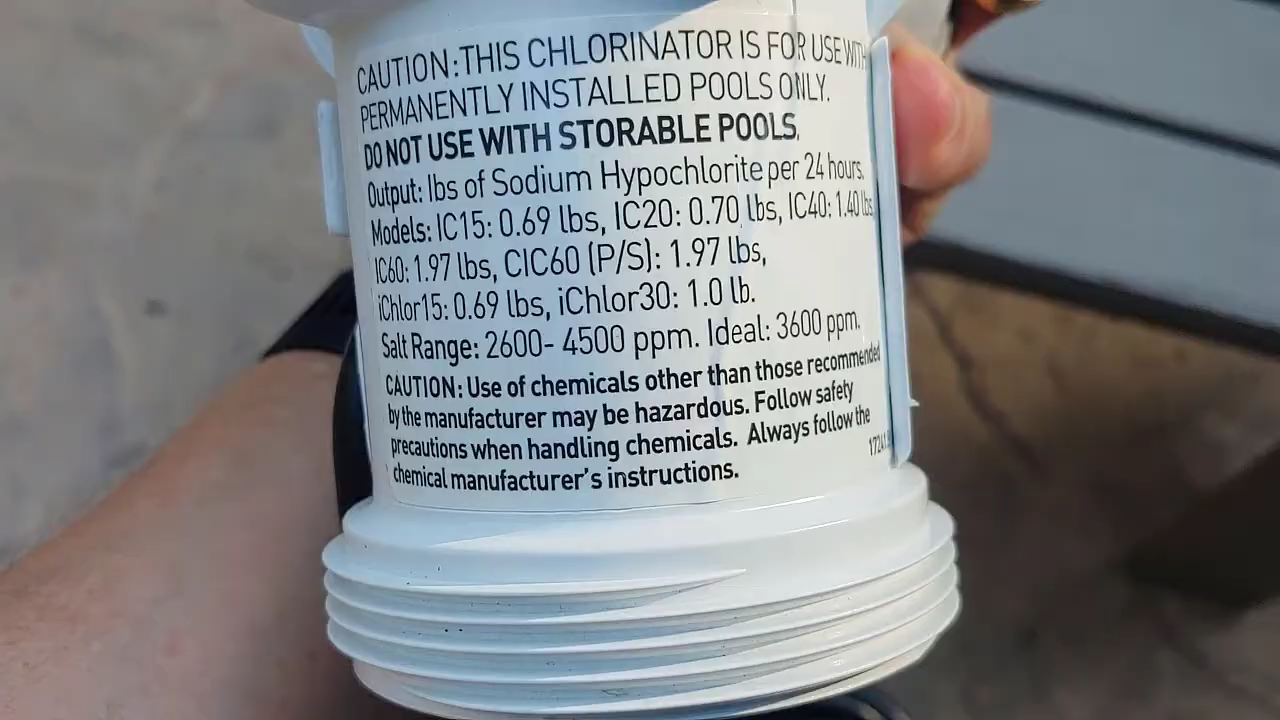 CAUTION:THIS CHLORINATOR IS FOR USE WITH
PERMANENTLY INSTALLED POOLS ONLY.
DO NOT USE WITH STORABLE POOLS.
Output: lbs of Sodium Hypochlorite per 24 hours.
Models: IC15: 0.69 lbs, IC20: 0.70 lbs, IC40: 1.40 lbs,
IC60: 1.97 lbs, CIC60 (P/S): 1.97 lbs,
iChlor15: 0.69 lbs, iChlor30: 1.0 lb.
Salt Range: 2600- 4500 ppm. Ideal: 3600 ppm.
CAUTION: Use of chemicals other than those recommended
by the manufacturer may be hazardous. Follow safety
precautions when handling chemicals. Always follow the
chemical manufacturer's instructions.